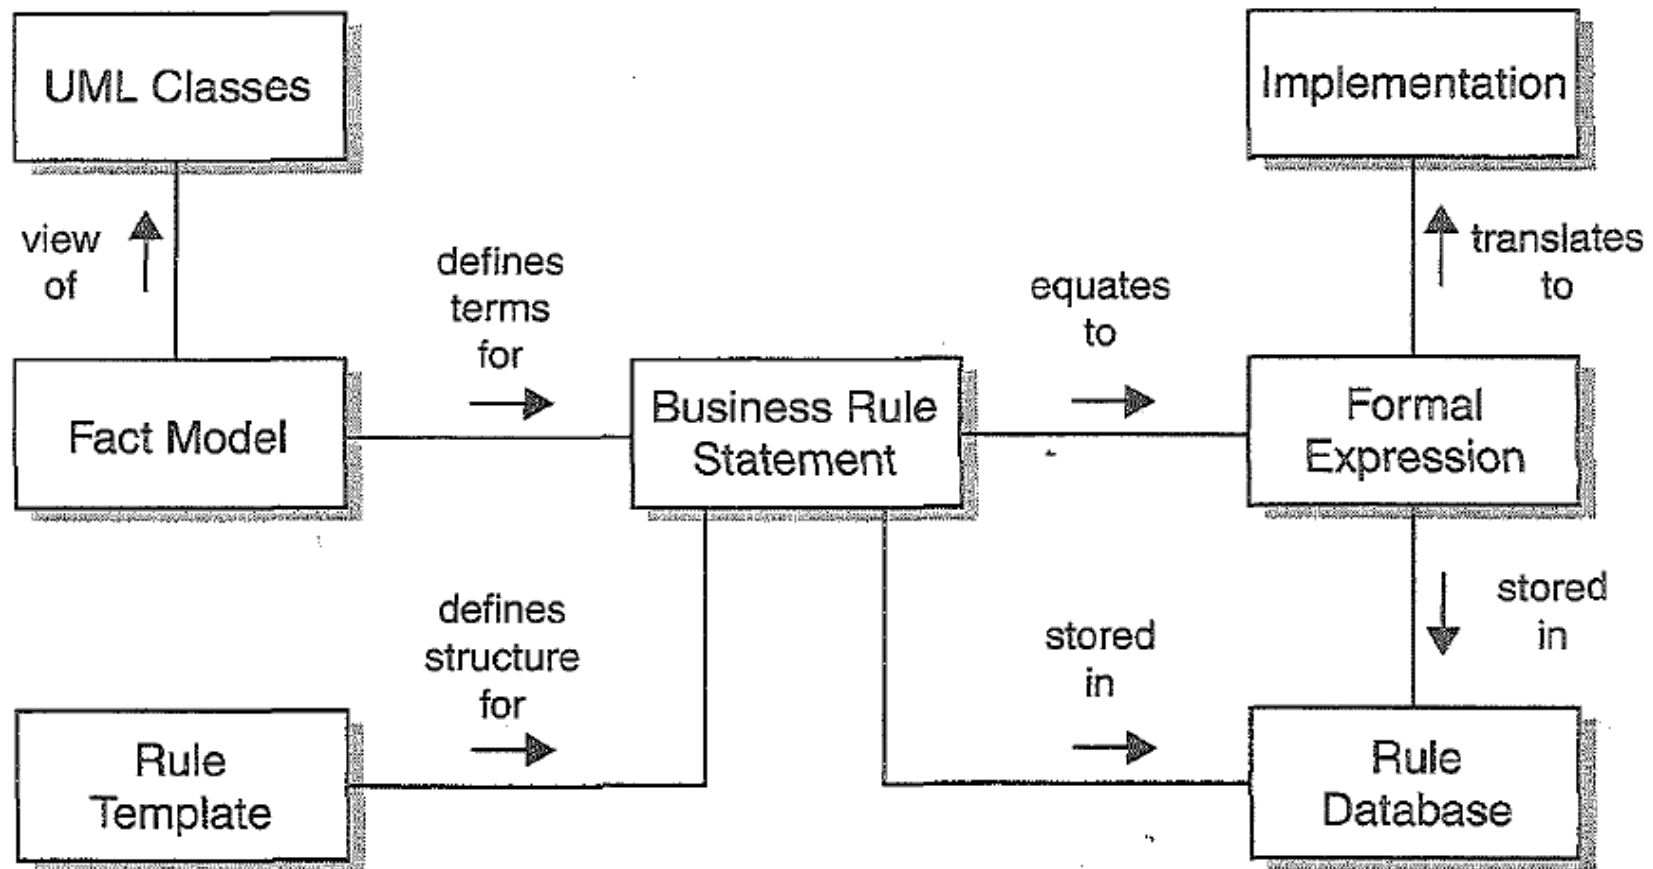 UML Classes
Implementation
view
of
translates
to
defines
terms
for
equates
to
Fact Model
Business Rule
Statement
Formal
Expression
defines
structure
for
stored
in
stored
in
Rule
Template
Rule
Database